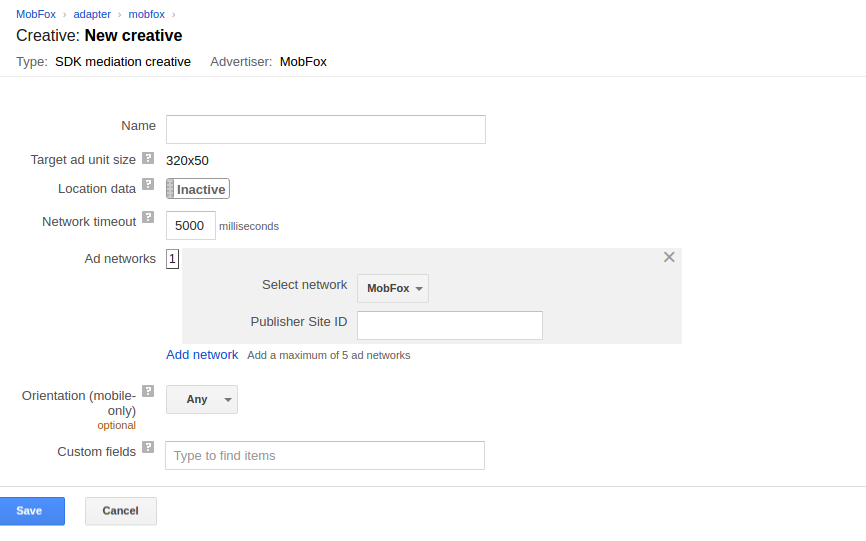 MobFox › adapter › mobfox ›
Creative: New creative
Type: SDK mediation creative Advertiser: MobFox
Name
Target ad unit size ? 320x50
Location data ? Inactive
Network timeout ? 5000 milliseconds
Ad networks 1 ×
Select network MobFox
Publisher Site ID
Add network Add a maximum of 5 ad networks
Orientation (mobile- ? Any
only)
optional
Custom fields ? Type to find items
Save Cancel